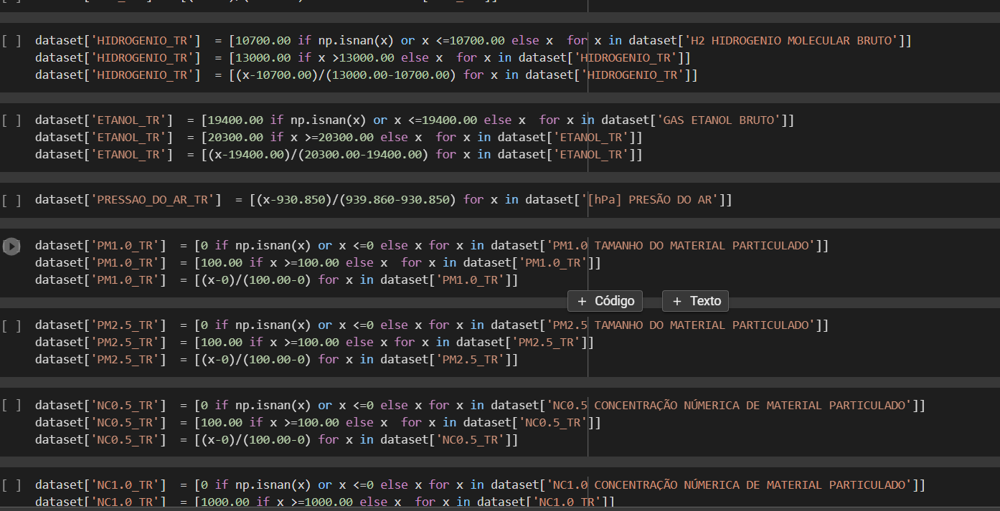 [ ] dataset['HIDROGENIO_TR']  = [10700.00 if np.isnan(x) or x <=10700.00 else x  for x in dataset['H2 HIDROGENIO MOLECULAR BRUTO']]
dataset['HIDROGENIO_TR']  = [13000.00 if x >13000.00 else x  for x in dataset['HIDROGENIO_TR']]
dataset['HIDROGENIO_TR']  = [(x-10700.00)/(13000.00-10700.00) for x in dataset['HIDROGENIO_TR']]
[ ] dataset['ETANOL_TR']  = [19400.00 if np.isnan(x) or x <=19400.00 else x  for x in dataset['GAS ETANOL BRUTO']]
dataset['ETANOL_TR']  = [20300.00 if x >=20300.00 else x  for x in dataset['ETANOL_TR']]
dataset['ETANOL_TR']  = [(x-19400.00)/(20300.00-19400.00) for x in dataset['ETANOL_TR']]
[ ] dataset['PRESSAO_DO_AR_TR']  = [(x-930.850)/(939.860-930.850) for x in dataset['[hPa] PRESÃO DO AR']]
dataset['PM1.0_TR']  = [0 if np.isnan(x) or x <=0 else x for x in dataset['PM1.0 TAMANHO DO MATERIAL PARTICULADO']]
dataset['PM1.0_TR']  = [100.00 if x >=100.00 else x  for x in dataset['PM1.0_TR']]
dataset['PM1.0_TR']  = [(x-0)/(100.00-0) for x in dataset['PM1.0_TR']]
+ Código + Texto
[ ] dataset['PM2.5_TR']  = [0 if np.isnan(x) or x <=0 else x for x in dataset['PM2.5 TAMANHO DO MATERIAL PARTICULADO']]
dataset['PM2.5_TR']  = [100.00 if x >=100.00 else x for x in dataset['PM2.5_TR']]
dataset['PM2.5_TR']  = [(x-0)/(100.00-0) for x in dataset['PM2.5_TR']]
[ ] dataset['NC0.5_TR']  = [0 if np.isnan(x) or x <=0 else x for x in dataset['NC0.5 CONCENTRAÇÃO NÚMERICA DE MATERIAL PARTICULADO']]
dataset['NC0.5_TR']  = [100.00 if x >=100.00 else x  for x in dataset['NC0.5_TR']]
dataset['NC0.5_TR']  = [(x-0)/(100.00-0) for x in dataset['NC0.5_TR']]
[ ] dataset['NC1.0_TR']  = [0 if np.isnan(x) or x <=0 else x for x in dataset['NC1.0 CONCENTRAÇÃO NÚMERICA DE MATERIAL PARTICULADO']]
dataset['NC1.0_TR']  = [1000.00 if x >=1000.00 else x  for x in dataset['NC1.0_TR']]